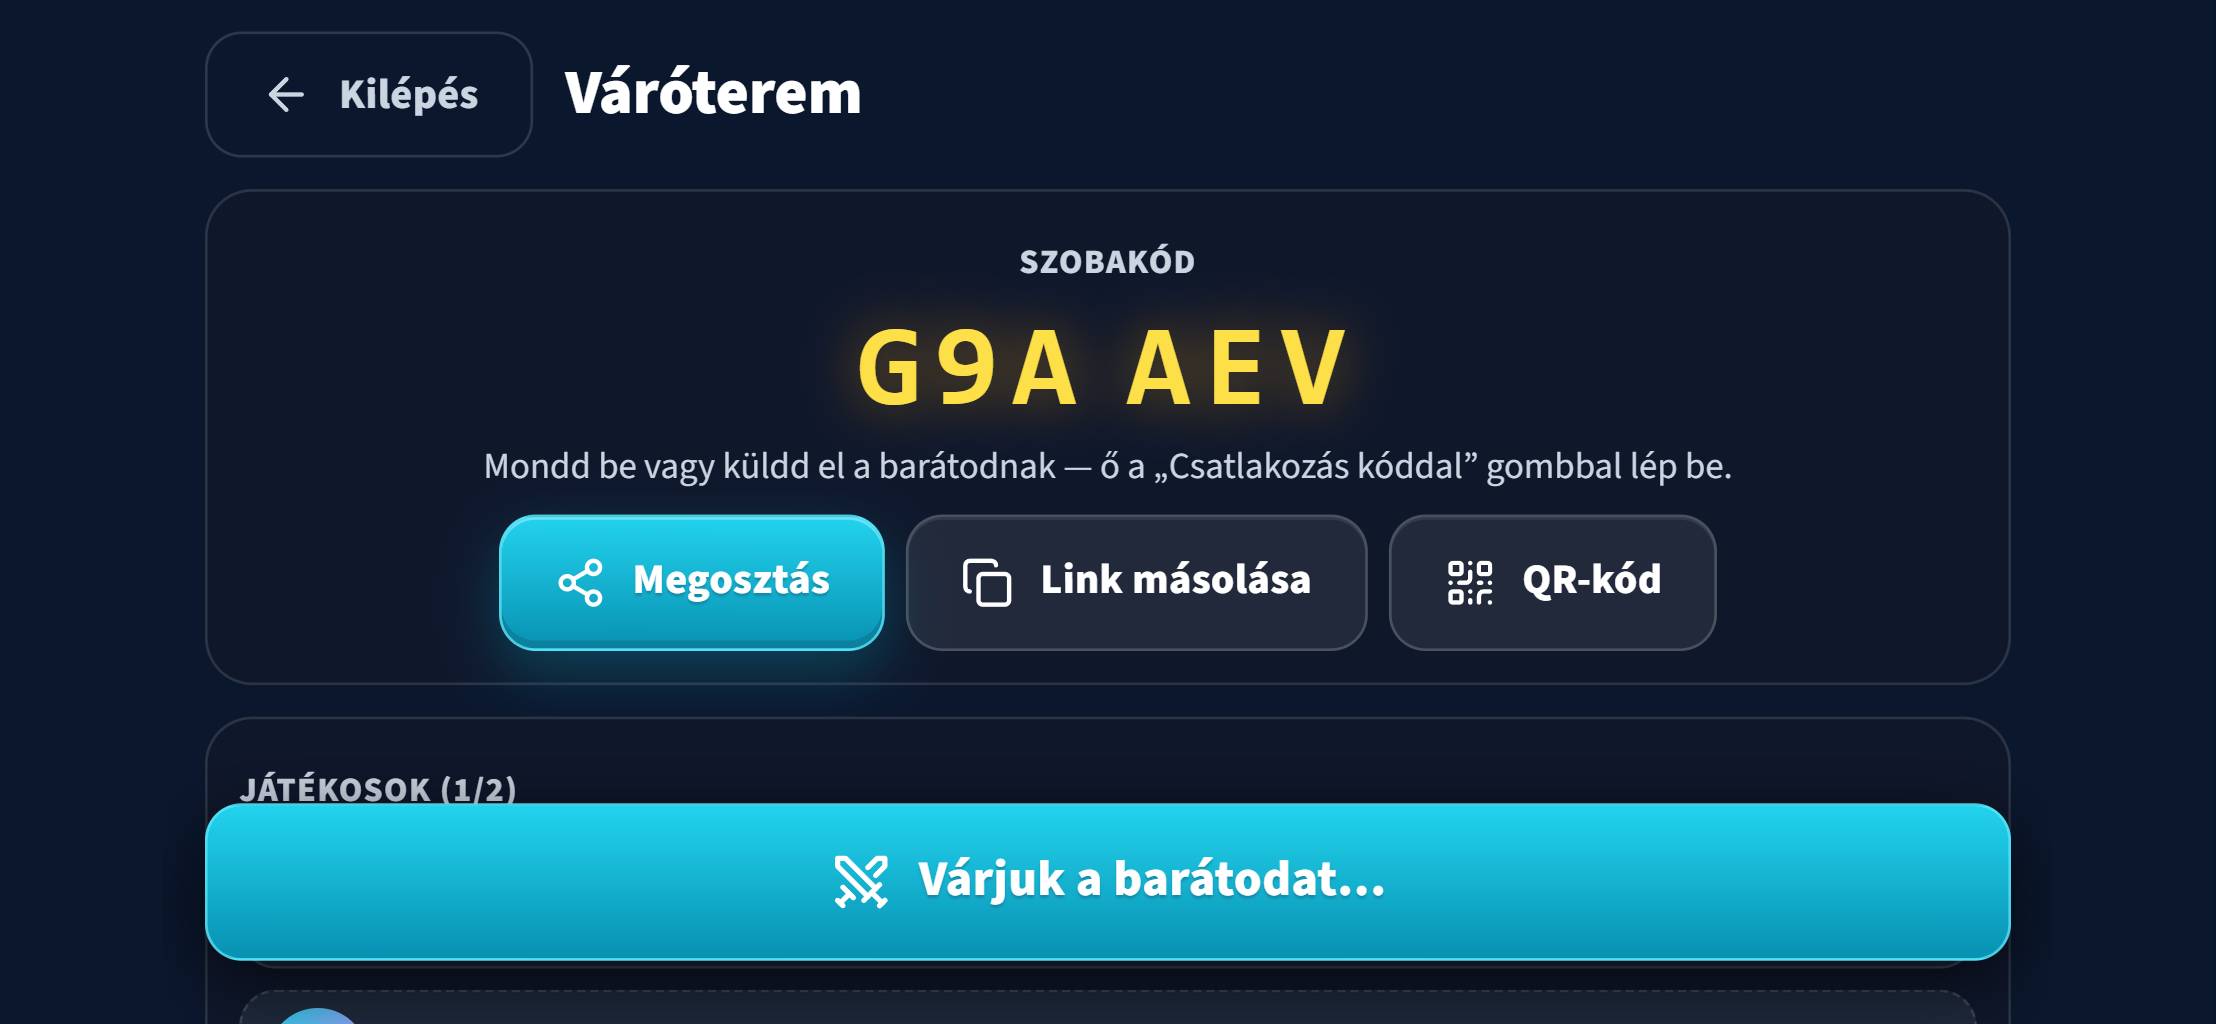 Kilépés
Váróterem
SZOBAKÓD
G9A AEV
Mondd be vagy küldd el a barátodnak — ő a „Csatlakozás kóddal” gombbal lép be.
Megosztás
Link másolása
QR-kód
JÁTÉKOSOK (1/2)
Várjuk a barátodat...